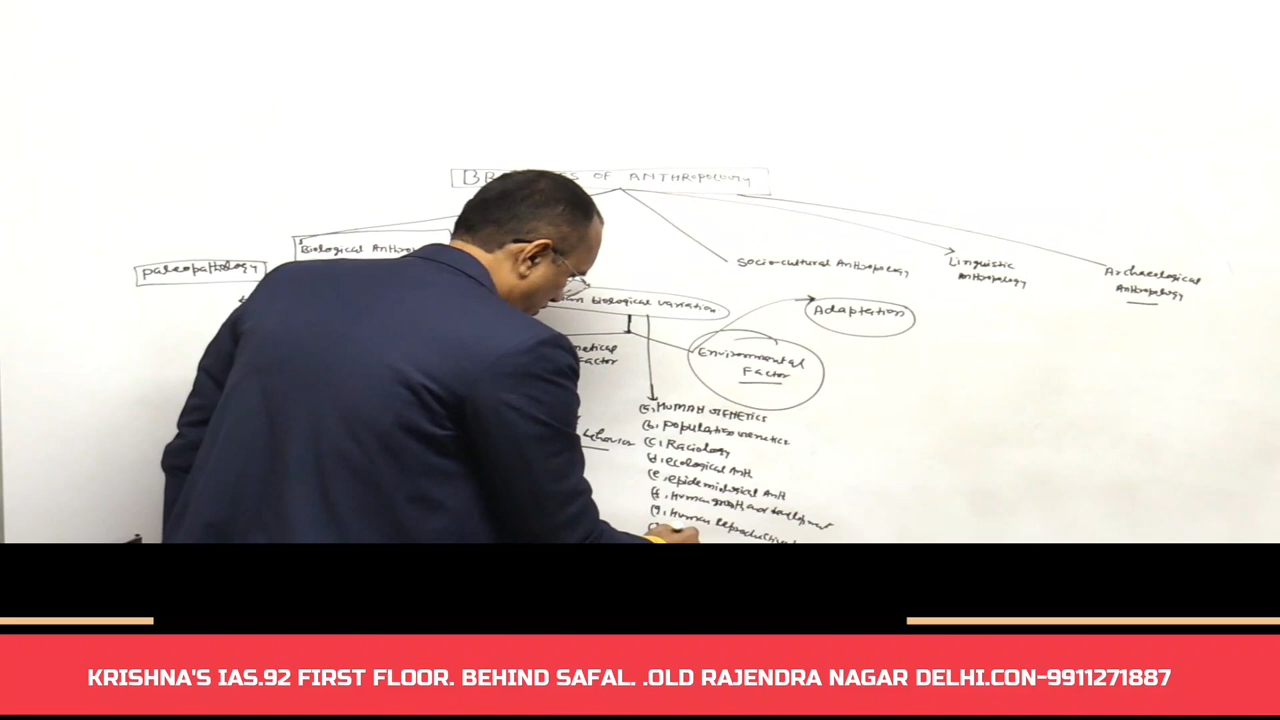 OF ANTHROPOLOGY
Biological Anthro
paleopathology
Socio-cultural Anthropology
Linguistic
Anthropology
Archaeological
Anthropology
biological variation
Adaptation
Factor
Environmental
Factor
(a, HUMAN GENETICS
(b, population Genetics
(c, Raciology
(d, ecological Anth
(e, epidemiological Anth
(f, Human growth and development
(g, Human Reproductive
KRISHNA'S IAS.92 FIRST FLOOR. BEHIND SAFAL. .OLD RAJENDRA NAGAR DELHI.CON-9911271887